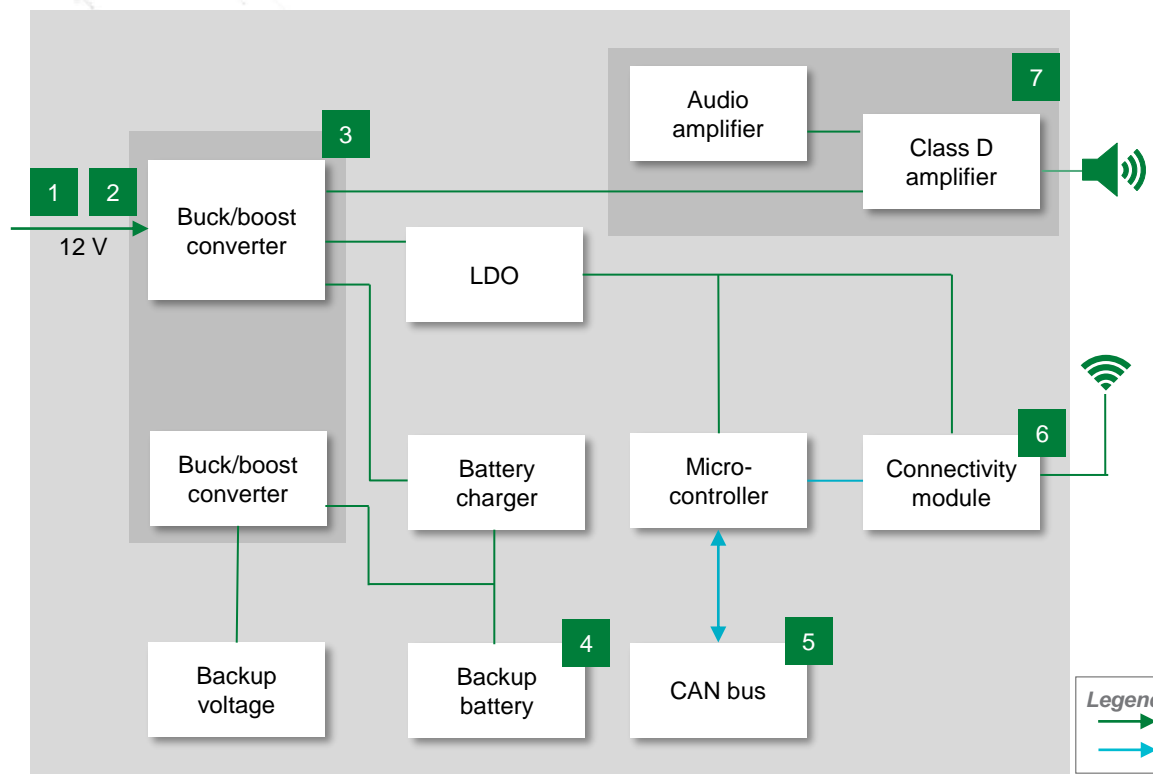 7
Audio
amplifier
3
Class D
amplifier
1
2
Buck/boost
converter
12 V
LDO
6
Buck/boost
converter
Battery
charger
Micro-
controller
Connectivity
module
4
5
Backup
voltage
Backup
battery
CAN bus